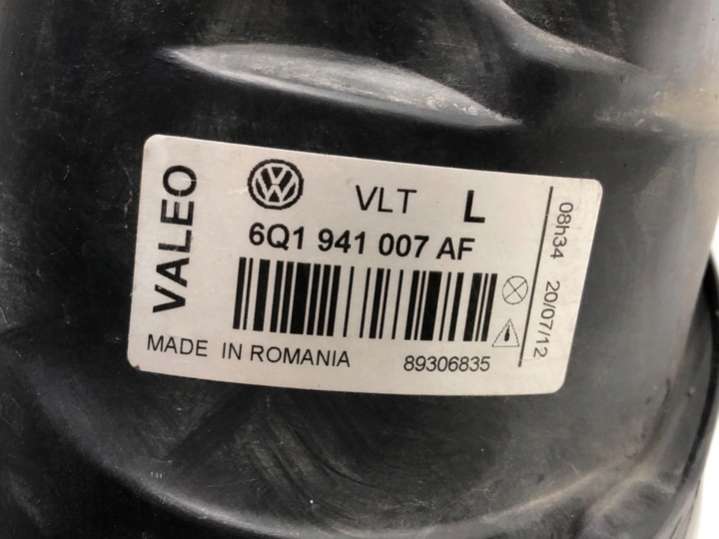 VALEO
VLT L
6Q1 941 007 AF
MADE IN ROMANIA 89306835
08h34 20/07/12